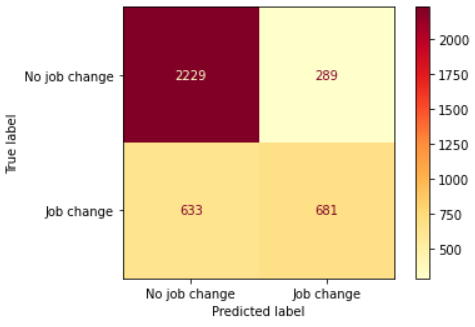 No job change
2229
289
Job change
633
681
No job change
Job change
Predicted label
True label
2000
1750
1500
1250
1000
750
500